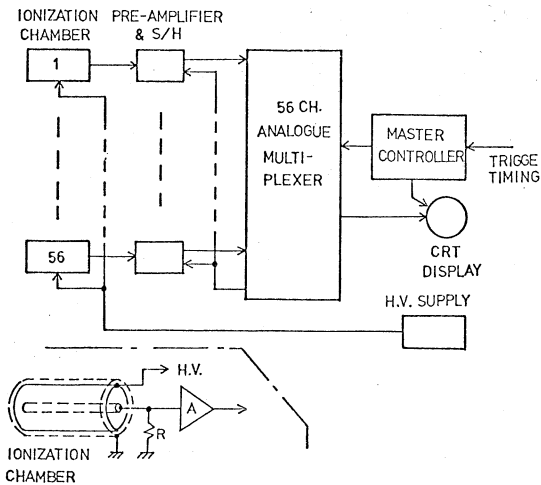 IONIZATION
CHAMBER
PRE-AMPLIFIER
& S/H
1
56 CH.
ANALOGUE
MULTI-
PLEXER
MASTER
CONTROLLER
TRIGGE
TIMING
56
CRT
DISPLAY
H.V. SUPPLY
H.V.
A
R
IONIZATION
CHAMBER